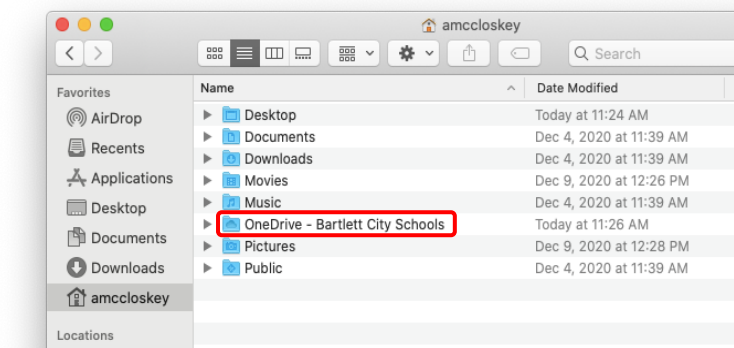 amccloskey
Search
Favorites
AirDrop
Recents
Applications
Desktop
Documents
Downloads
amccloskey
Locations
Name Date Modified
Desktop Today at 11:24 AM
Documents Dec 4, 2020 at 11:39 AM
Downloads Dec 4, 2020 at 11:39 AM
Movies Dec 9, 2020 at 12:26 PM
Music Dec 4, 2020 at 11:39 AM
OneDrive - Bartlett City Schools Today at 11:26 AM
Pictures Dec 9, 2020 at 12:28 PM
Public Dec 4, 2020 at 11:39 AM